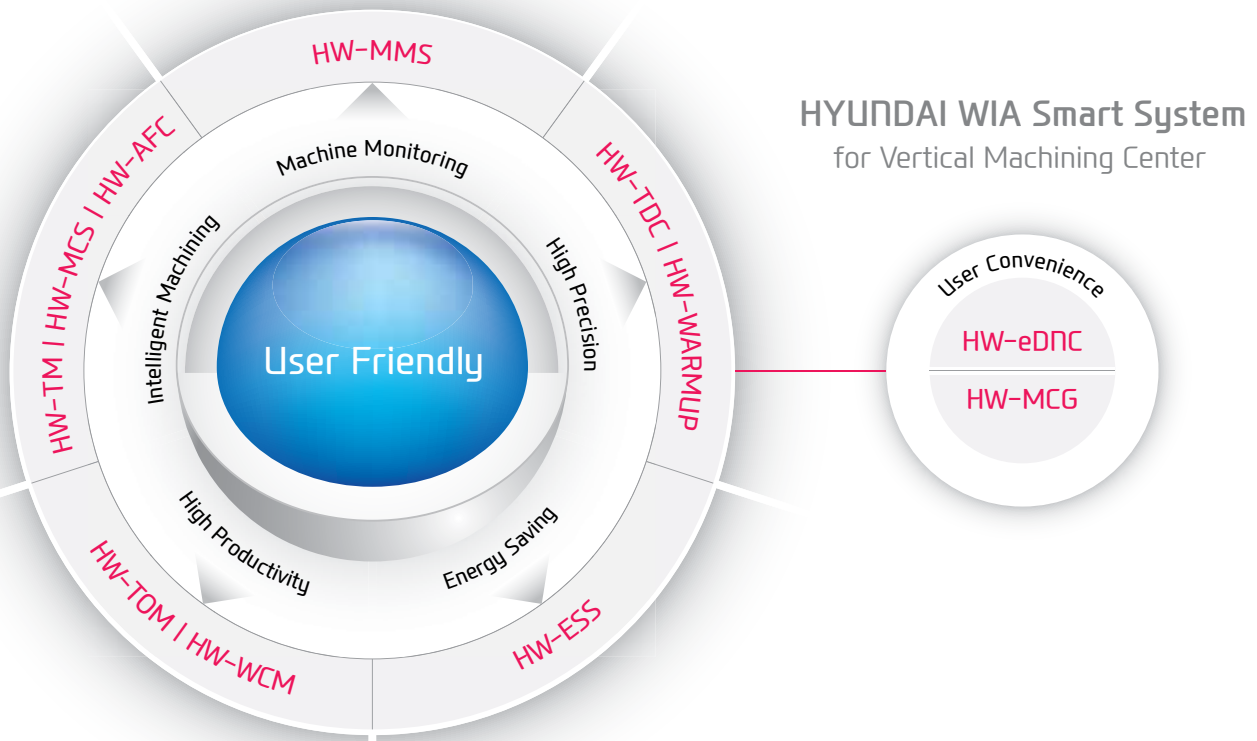 HW-MMS
HW-TM | HW-MCS | HW-AFC
HW-TDC | HW-WARMUP
HW-TOM | HW-WCM
HW-ESS
Machine Monitoring
Intelligent Machining
High Precision
High Productivity
Energy Saving
User Friendly
HYUNDAI WIA Smart System
for Vertical Machining Center
User Convenience
HW-eDNC
HW-MCG